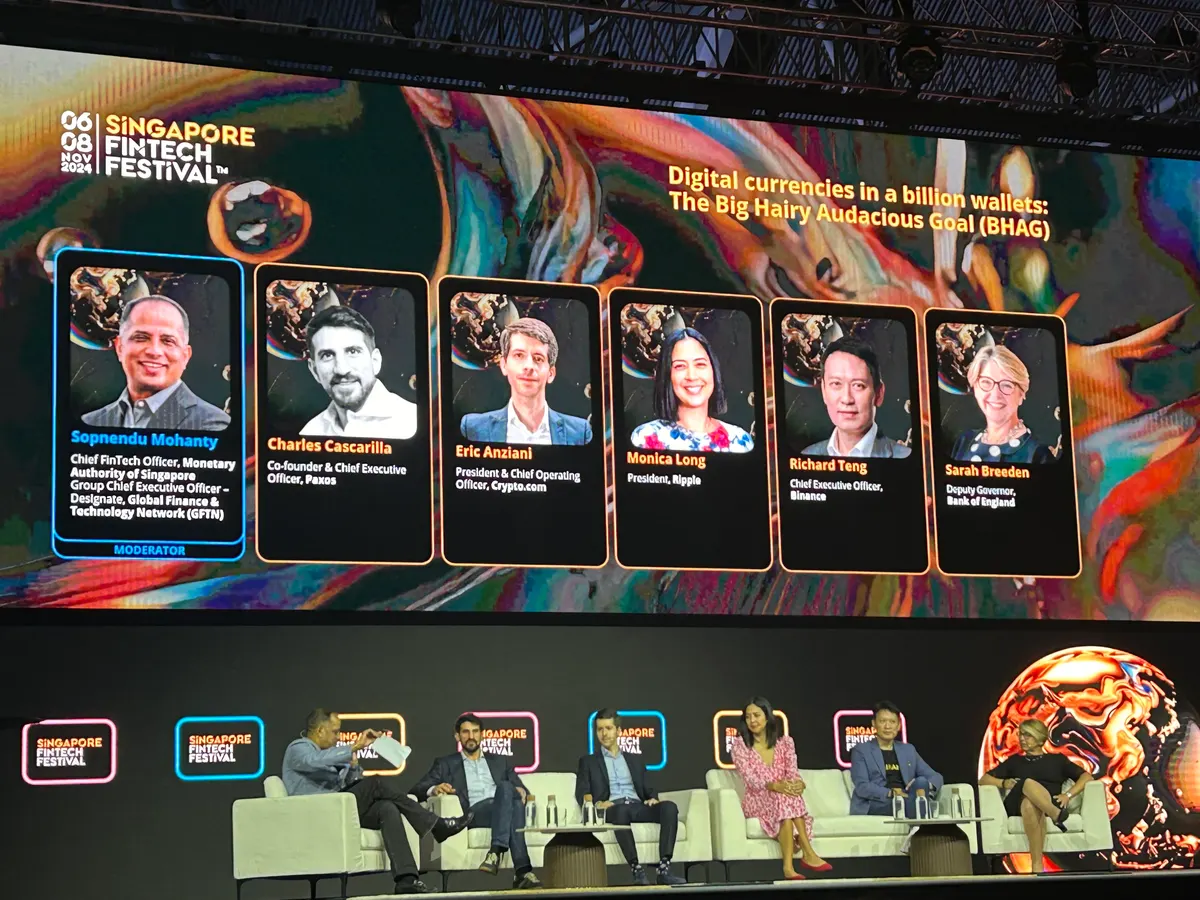 06
08
NOV
2024
SiNGAPORE
FiNTECH
FESTiVAL™
Digital currencies in a billion wallets:
The Big Hairy Audacious Goal (BHAG)
Sopnendu Mohanty
Chief FinTech Officer, Monetary
Authority of Singapore
Group Chief Executive Officer –
Designate, Global Finance &
Technology Network (GFTN)
MODERATOR
Charles Cascarilla
Co-founder & Chief Executive
Officer, Paxos
Eric Anziani
President & Chief Operating
Officer, Crypto.com
Monica Long
President, Ripple
Richard Teng
Chief Executive Officer,
Binance
Sarah Breeden
Deputy Governor,
Bank of England
SiNGAPORE
FiNTECH
FESTiVAL
SiNGAPORE
FiNTECH
FESTiVAL